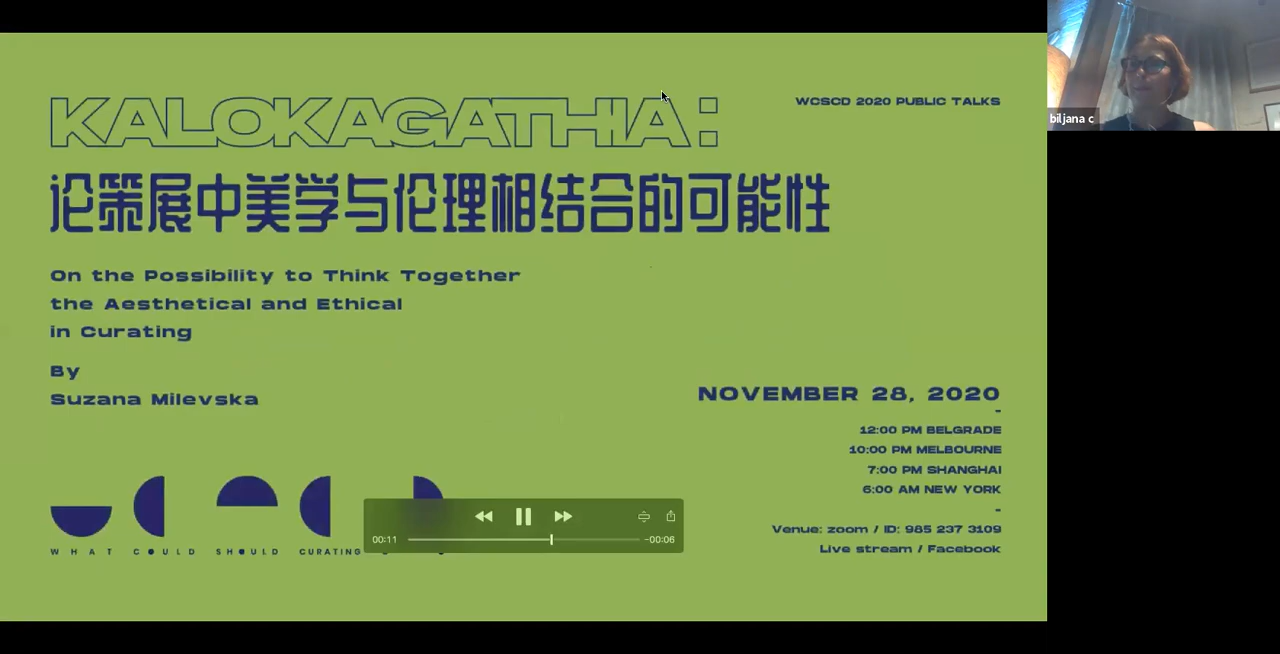 KALOKAGATHIA:
WCSCD 2020 PUBLIC TALKS
biljana c
论策展中美学与伦理相结合的可能性
On the Possibility to Think Together
the Aesthetical and Ethical
in Curating
By
Suzana Milevska
NOVEMBER 28, 2020
-
12:00 PM BELGRADE
10:00 PM MELBOURNE
7:00 PM SHANGHAI
6:00 AM NEW YORK
-
Venue: zoom / ID: 985 237 3109
Live stream / Facebook
WHAT COULD SHOULD CURATING
00:11
-00:06